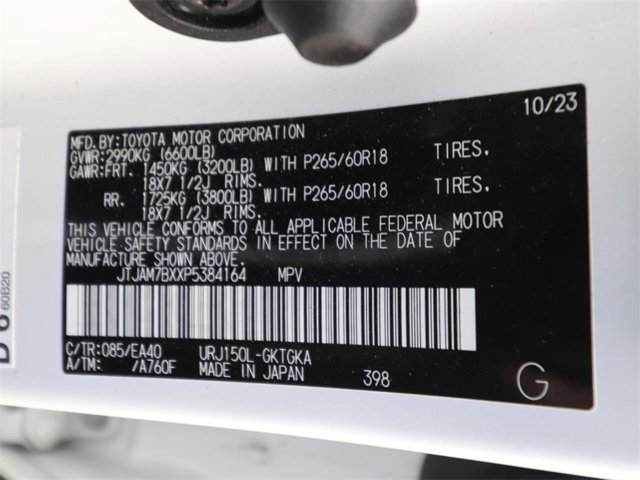 10/23
MFD. BY: TOYOTA MOTOR CORPORATION
GVWR: 2990KG (6600LB)
GAWR: FRT. 1450KG (3200LB) WITH P265/60R18 TIRES.
18X7 1/2J RIMS.
RR. 1725KG (3800LB) WITH P265/60R18 TIRES.
18X7 1/2J RIMS.
THIS VEHICLE CONFORMS TO ALL APPLICABLE FEDERAL MOTOR
VEHICLE SAFETY STANDARDS IN EFFECT ON THE DATE OF
MANUFACTURE SHOWN ABOVE.
JTJAM7BXXP5384164 MPV
C/TR: 085/EA40 URJ150L-GKTGKA
A/TM: /A760F MADE IN JAPAN 398
G
60B20